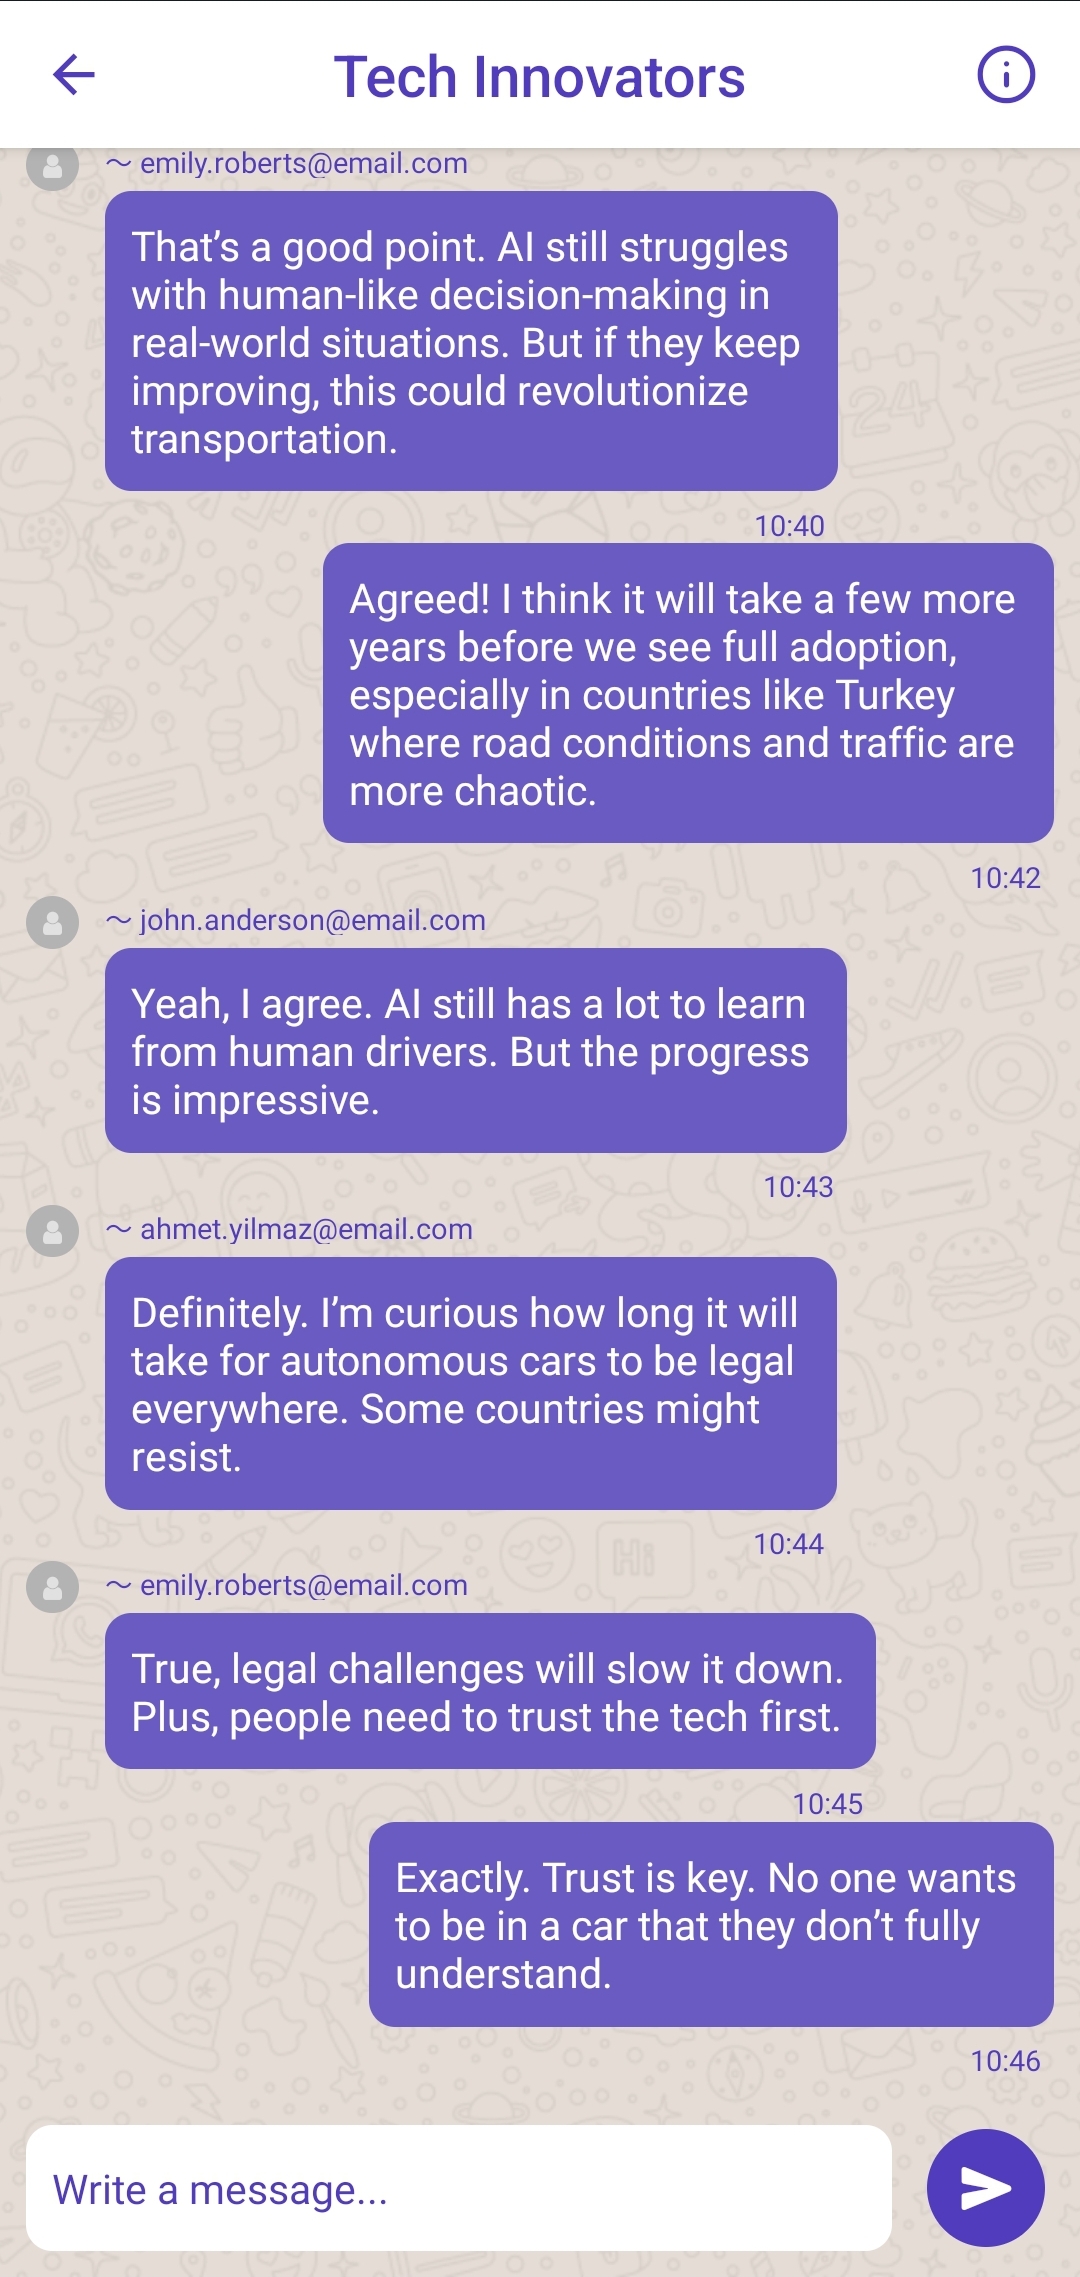 Tech Innovators
~ emily.roberts@email.com
That’s a good point. AI still struggles
with human-like decision-making in
real-world situations. But if they keep
improving, this could revolutionize
transportation.
10:40
Agreed! I think it will take a few more
years before we see full adoption,
especially in countries like Turkey
where road conditions and traffic are
more chaotic.
10:42
~ john.anderson@email.com
Yeah, I agree. AI still has a lot to learn
from human drivers. But the progress
is impressive.
10:43
~ ahmet.yilmaz@email.com
Definitely. I’m curious how long it will
take for autonomous cars to be legal
everywhere. Some countries might
resist.
10:44
~ emily.roberts@email.com
True, legal challenges will slow it down.
Plus, people need to trust the tech first.
10:45
Exactly. Trust is key. No one wants
to be in a car that they don’t fully
understand.
10:46
Write a message...